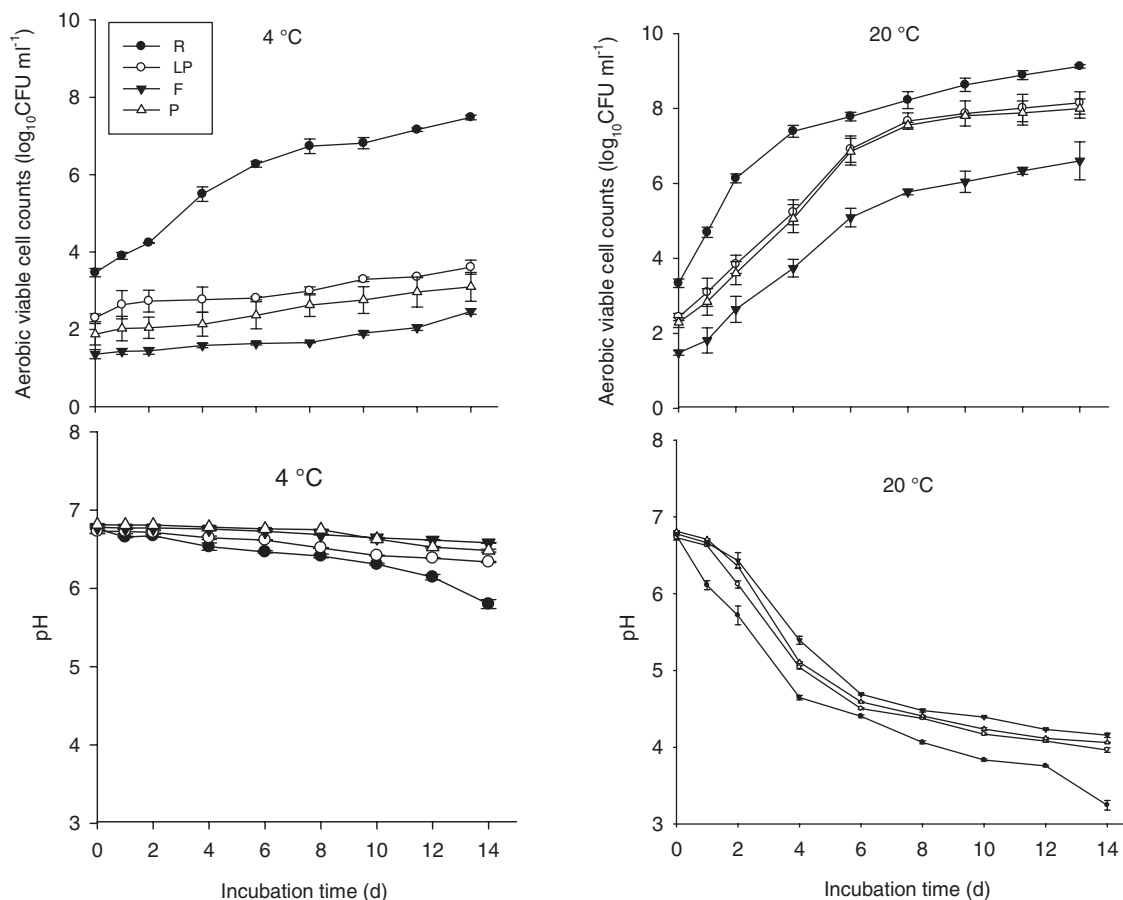 10
8
6
4
2
0
Aerobic viable cell counts (log₁₀CFU ml⁻¹)
4 °C
R
LP
F
P
10
8
6
4
2
0
Aerobic viable cell counts (log₁₀CFU ml⁻¹)
20 °C
8
7
6
5
4
3
pH
4 °C
0 2 4 6 8 10 12 14
Incubation time (d)
8
7
6
5
4
3
pH
20 °C
0 2 4 6 8 10 12 14
Incubation time (d)